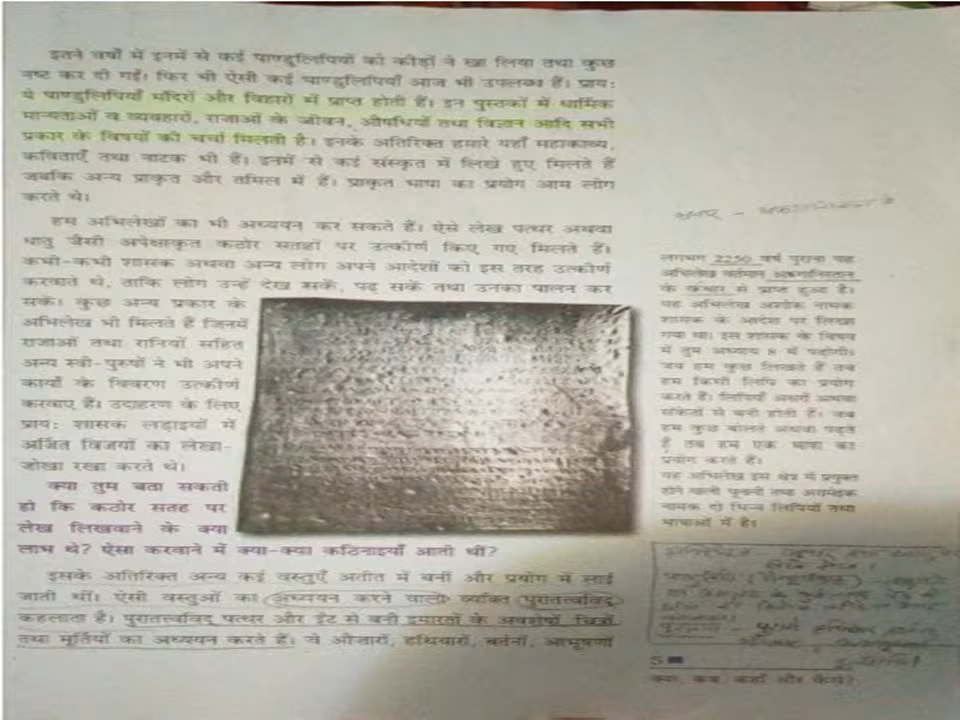 इतने वर्षों में इनमें से कई पाण्डुलिपियों को कीड़ों ने खा लिया तथा कुछ
नष्ट कर दी गईं। फिर भी ऐसी कई पाण्डुलिपियाँ आज भी उपलब्ध हैं। प्राय:
ये पाण्डुलिपियाँ मंदिरों और विहारों में प्राप्त होती हैं। इन पुस्तकों में धार्मिक
मान्यताओं व व्यवहारों, राजाओं के जीवन, औषधियों तथा विज्ञान आदि सभी
प्रकार के विषयों की चर्चा मिलती है। इनके अतिरिक्त हमारे यहाँ महाकाव्य,
कविताएँ तथा नाटक भी हैं। इनमें से कई संस्कृत में लिखे हुए मिलते हैं
जबकि अन्य प्राकृत और तमिल में हैं। प्राकृत भाषा का प्रयोग आम लोग
करते थे।
हम अभिलेखों का भी अध्ययन कर सकते हैं। ऐसे लेख पत्थर अथवा
धातु जैसी अपेक्षाकृत कठोर सतहों पर उत्कीर्ण किए गए मिलते हैं।
कभी-कभी शासक अथवा अन्य लोग अपने आदेशों को इस तरह उत्कीर्ण
करवाते थे, ताकि लोग उन्हें देख सकें, पढ़ सकें तथा उनका पालन कर
सकें। कुछ अन्य प्रकार के
अभिलेख भी मिलते हैं जिनमें
राजाओं तथा रानियों सहित
अन्य स्त्री-पुरुषों ने भी अपने
कार्यों के विवरण उत्कीर्ण
करवाए हैं। उदाहरण के लिए
प्राय: शासक लड़ाइयों में
अर्जित विजयों का लेखा-
जोखा रखा करते थे।
क्या तुम बता सकती
हो कि कठोर सतह पर
लेख लिखवाने के क्या
लाभ थे? ऐसा करवाने में क्या-क्या कठिनाइयाँ आती थीं?
इसके अतिरिक्त अन्य कई वस्तुएँ अतीत में बनीं और प्रयोग में लाई
जाती थीं। ऐसी वस्तुओं का अध्ययन करने वाला व्यक्ति पुरातत्त्वविद्
कहलाता है। पुरातत्त्वविद् पत्थर और ईंट से बनी इमारतों के अवशेषों, चित्रों
तथा मूर्तियों का अध्ययन करते हैं। वे औज़ारों, हथियारों, बर्तनों, आभूषणों
लगभग 2250 वर्ष पुराना यह
अभिलेख वर्तमान अफ़गानिस्तान
के कंधार से प्राप्त हुआ है।
यह अभिलेख अशोक नामक
शासक के आदेश पर लिखा
गया था। इस शासक के विषय
में तुम अध्याय 8 में पढ़ोगी।
जब हम कुछ लिखते हैं तब
हम किसी लिपि का प्रयोग
करते हैं। लिपियाँ अक्षरों अथवा
संकेतों से बनी होती हैं। जब
हम कुछ बोलते अथवा पढ़ते
हैं तब हम एक भाषा का
प्रयोग करते हैं।
यह अभिलेख इस क्षेत्र में प्रयुक्त
होने वाली यूनानी तथा अरामेइक
नामक दो भिन्न लिपियों तथा
भाषाओं में है।
5
क्या, कब, कहाँ और कैसे?